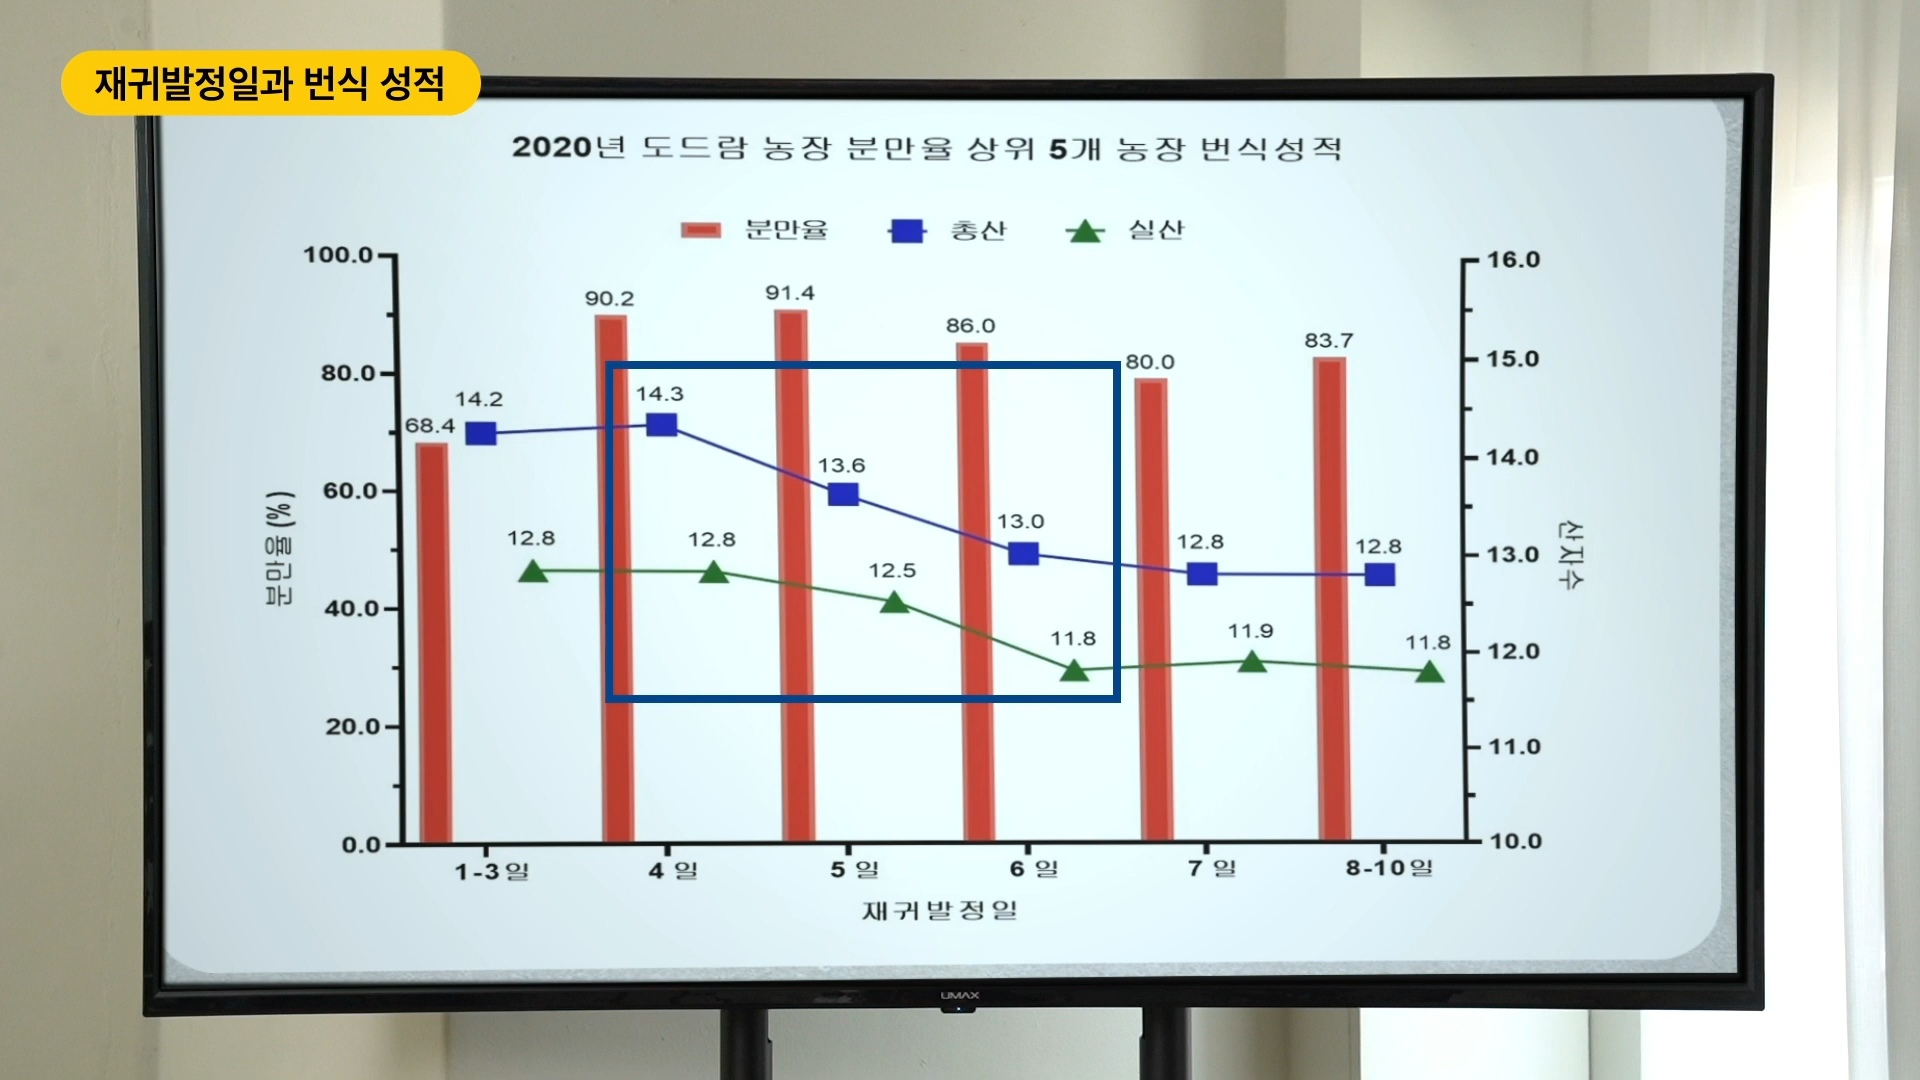 재귀발정일과 번식 성적
2020년 도드람 농장 분만율 상위 5개 농장 번식성적
분만율 총산 실산
100.0
80.0
60.0
40.0
20.0
0.0
분만율(%)
16.0
15.0
14.0
13.0
12.0
11.0
10.0
산자수
68.4 90.2 91.4 86.0 80.0 83.7
14.2 14.3 13.6 13.0 12.8 12.8
12.8 12.8 12.5 11.8 11.9 11.8
1-3일 4 일 5 일 6 일 7 일 8-10일
재귀발정일
UMAX